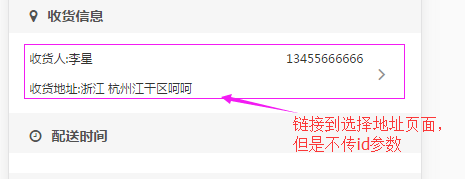 收货信息
收货人:李星 13455666666
收货地址:浙江 杭州江干区呵呵
链接到选择地址页面，
但是不传id参数
配送时间